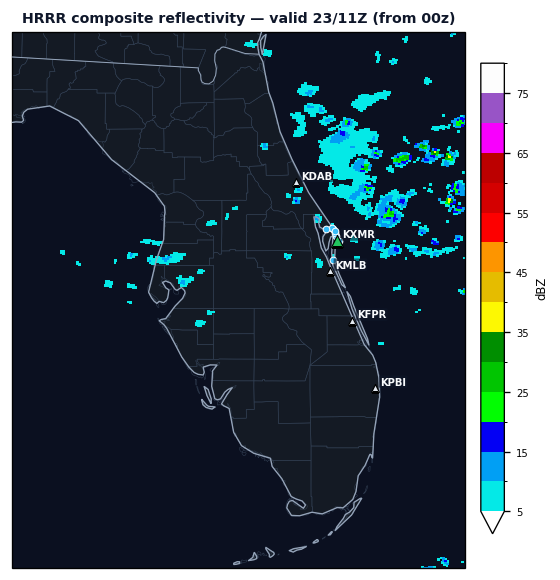 HRRR composite reflectivity — valid 23/11Z (from 00z)
KDAB
KXMR
KMLB
KFPR
KPBI
75
65
55
45
35
25
15
5
dBZ